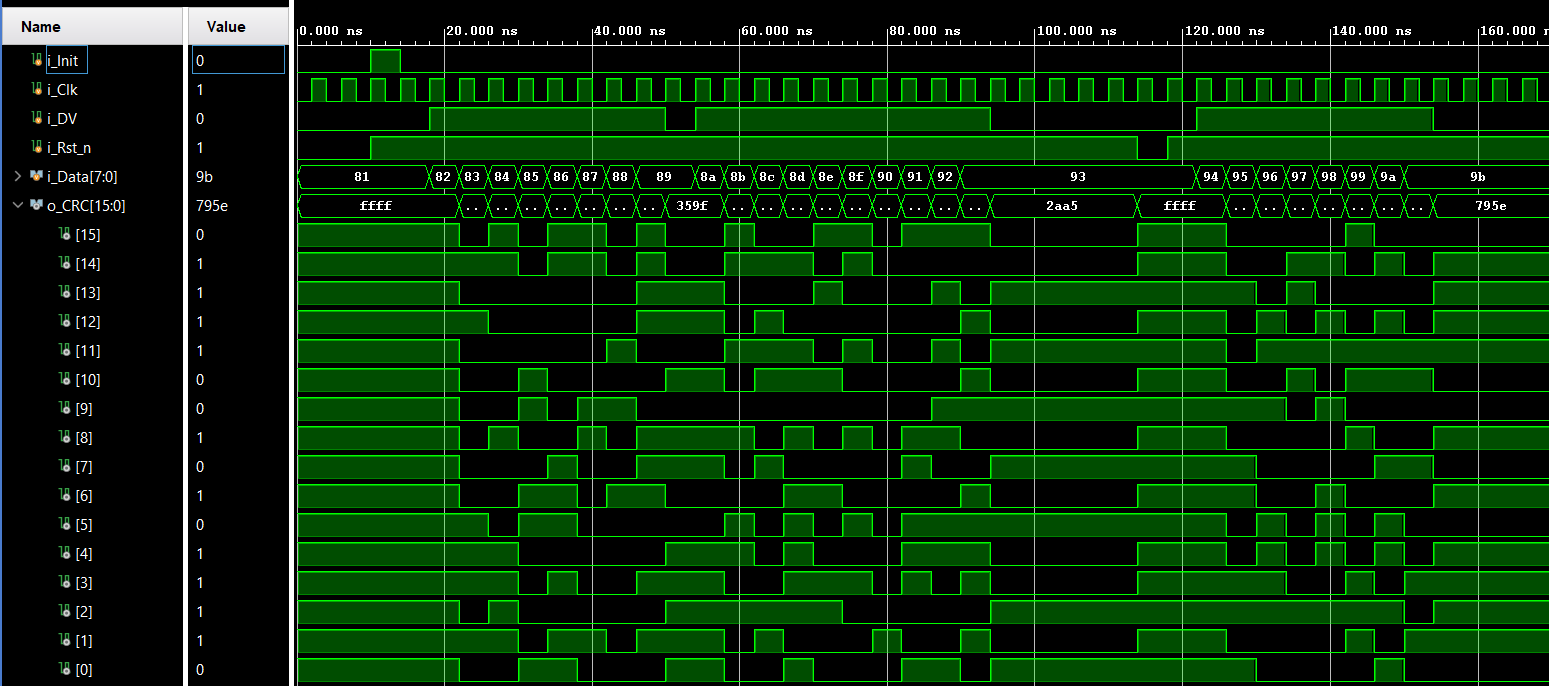 Name Value 0.000 ns 20.000 ns 40.000 ns 60.000 ns 80.000 ns 100.000 ns 120.000 ns 140.000 ns 160.000
i_Init 0
i_Clk 1
i_DV 0
i_Rst_n 1
i_Data[7:0] 9b 81 82 83 84 85 86 87 88 89 8a 8b 8c 8d 8e 8f 90 91 92 93 94 95 96 97 98 99 9a 9b
o_CRC[15:0] 795e ffff .. .. .. .. .. .. .. 359f .. .. .. .. .. .. .. .. .. 2aa5 ffff .. .. .. .. .. .. .. 795e
[15] 0
[14] 1
[13] 1
[12] 1
[11] 1
[10] 0
[9] 0
[8] 1
[7] 0
[6] 1
[5] 0
[4] 1
[3] 1
[2] 1
[1] 1
[0] 0